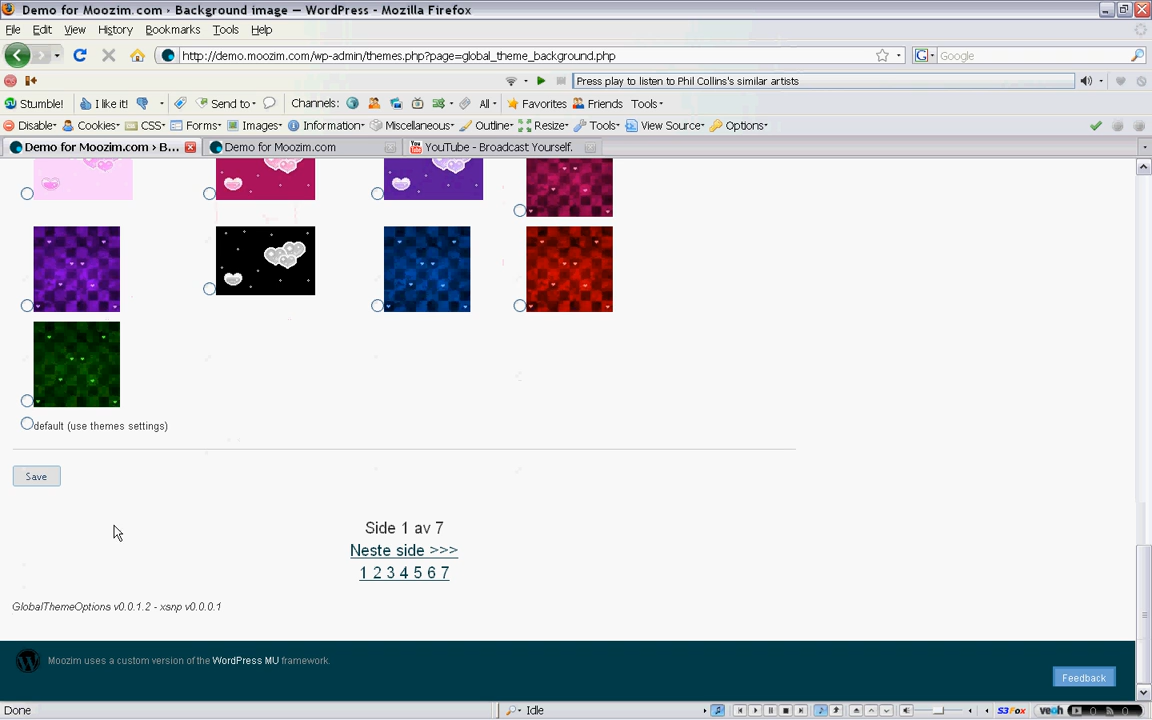 Demo for Moozim.com › Background image — WordPress - Mozilla Firefox
File Edit View History Bookmarks Tools Help
http://demo.moozim.com/wp-admin/themes.php?page=global_theme_background.php
Google
Press play to listen to Phil Collins's similar artists
Stumble! I like it! Send to Channels: All Favorites Friends Tools
Disable Cookies CSS Forms Images Information Miscellaneous Outline Resize Tools View Source Options
Demo for Moozim.com › B... Demo for Moozim.com YouTube - Broadcast Yourself.
default (use themes settings)
Save
Side 1 av 7
Neste side >>>
1 2 3 4 5 6 7
GlobalThemeOptions v0.0.1.2 - xsnp v0.0.0.1
Moozim uses a custom version of the WordPress MU framework.
Feedback
Done Idle S3Fox veoh 0 0